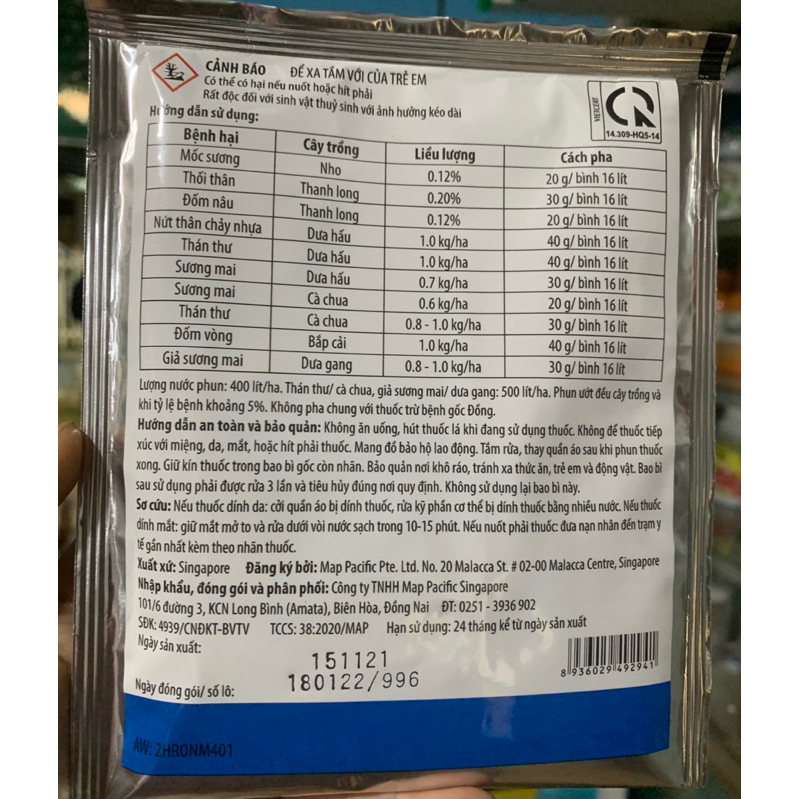 CẢNH BÁO ĐỂ XA TẦM VỚI CỦA TRẺ EM
Có thể có hại nếu nuốt hoặc hít phải
Rất độc đối với sinh vật thuỷ sinh với ảnh hưởng kéo dài
VIETCERT
14.309-HQ5-14
Hướng dẫn sử dụng:
Bệnh hại Cây trồng Liều lượng Cách pha
Mốc sương Nho 0.12% 20 g/ bình 16 lít
Thối thân Thanh long 0.20% 30 g/ bình 16 lít
Đốm nâu Thanh long 0.12% 20 g/ bình 16 lít
Nứt thân chảy nhựa Dưa hấu 1.0 kg/ha 40 g/ bình 16 lít
Thán thư Dưa hấu 1.0 kg/ha 40 g/ bình 16 lít
Sương mai Dưa hấu 0.7 kg/ha 30 g/ bình 16 lít
Sương mai Cà chua 0.6 kg/ha 20 g/ bình 16 lít
Thán thư Cà chua 0.8 - 1.0 kg/ha 30 g/ bình 16 lít
Đốm vòng Bắp cải 1.0 kg/ha 40 g/ bình 16 lít
Giả sương mai Dưa gang 0.8 - 1.0 kg/ha 30 g/ bình 16 lít
Lượng nước phun: 400 lít/ha. Thán thư/ cà chua, giả sương mai/ dưa gang: 500 lít/ha. Phun ướt đều cây trồng và
khi tỷ lệ bệnh khoảng 5%. Không pha chung với thuốc trừ bệnh gốc Đồng.
Hướng dẫn an toàn và bảo quản: Không ăn uống, hút thuốc lá khi đang sử dụng thuốc. Không để thuốc tiếp
xúc với miệng, da, mắt, hoặc hít phải thuốc. Mang đồ bảo hộ lao động. Tắm rửa, thay quần áo sau khi phun thuốc
xong. Giữ kín thuốc trong bao bì gốc còn nhãn. Bảo quản nơi khô ráo, tránh xa thức ăn, trẻ em và động vật. Bao bì
sau sử dụng phải được rửa 3 lần và tiêu hủy đúng nơi quy định. Không sử dụng lại bao bì này.
Sơ cứu: Nếu thuốc dính da: cởi quần áo bị dính thuốc, rửa kỹ phần cơ thể bị dính thuốc bằng nhiều nước. Nếu thuốc
dính mắt: giữ mắt mở to và rửa dưới vòi nước sạch trong 10-15 phút. Nếu nuốt phải thuốc: đưa nạn nhân đến trạm y
tế gần nhất kèm theo nhãn thuốc.
Xuất xứ: Singapore Đăng ký bởi: Map Pacific Pte. Ltd. No. 20 Malacca St. # 02-00 Malacca Centre, Singapore
Nhập khẩu, đóng gói và phân phối: Công ty TNHH Map Pacific Singapore
101/6 đường 3, KCN Long Bình (Amata), Biên Hòa, Đồng Nai ĐT: 0251 - 3936 902
SĐK: 4939/CNĐKT-BVTV TCCS: 38:2020/MAP Hạn sử dụng: 24 tháng kể từ ngày sản xuất
Ngày sản xuất: 151121
Ngày đóng gói/ số lô: 180122/996
8 936029 492941
AW: 2HRONM401